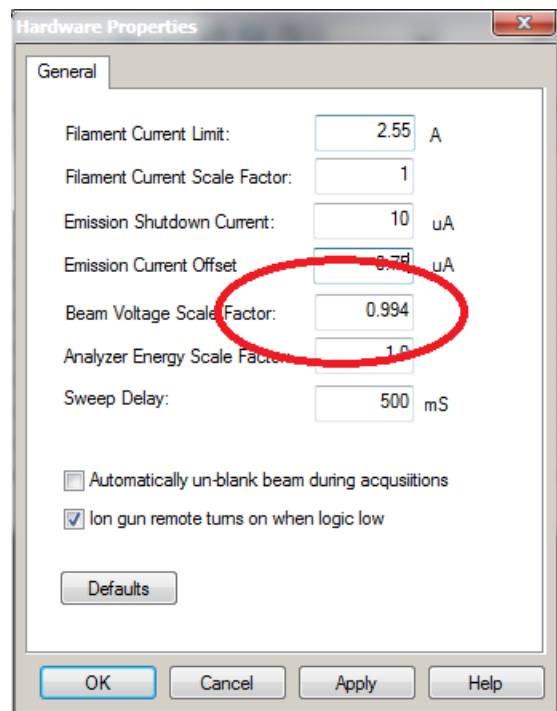 Hardware Properties
General
Filament Current Limit: 2.55 A
Filament Current Scale Factor: 1
Emission Shutdown Current: 10 uA
Emission Current Offset 0.75 uA
Beam Voltage Scale Factor: 0.994
Analyzer Energy Scale Factor: 1.0
Sweep Delay: 500 mS
Automatically un-blank beam during acqusiitions
Ion gun remote turns on when logic low
Defaults
OK Cancel Apply Help